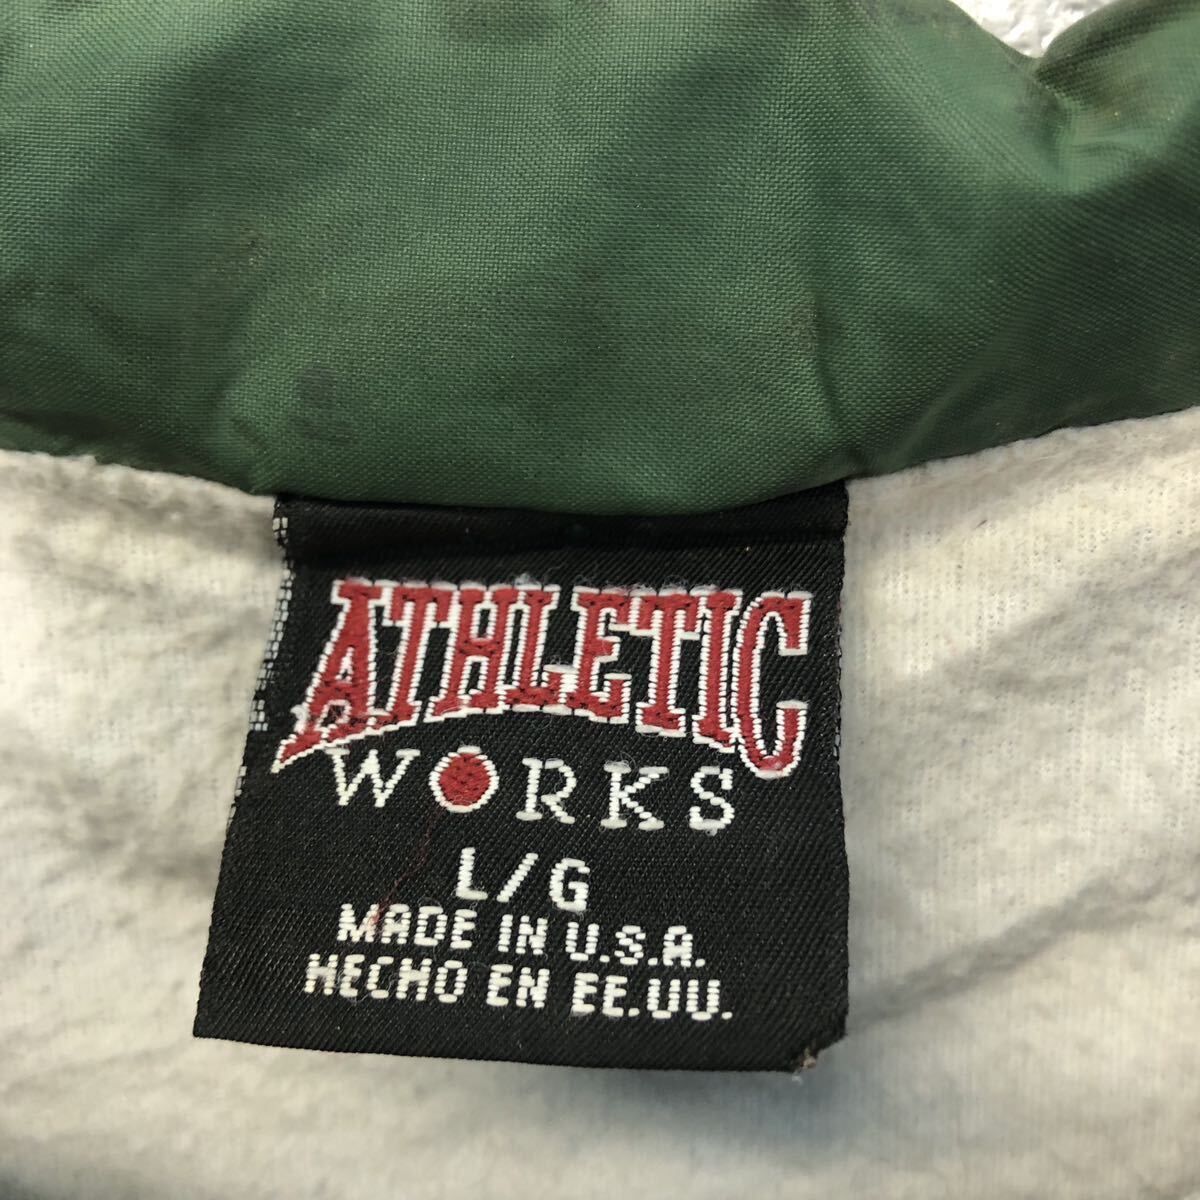 ATHLETIC
WORKS
L/G
MADE IN U.S.A.
HECHO EN EE.UU.